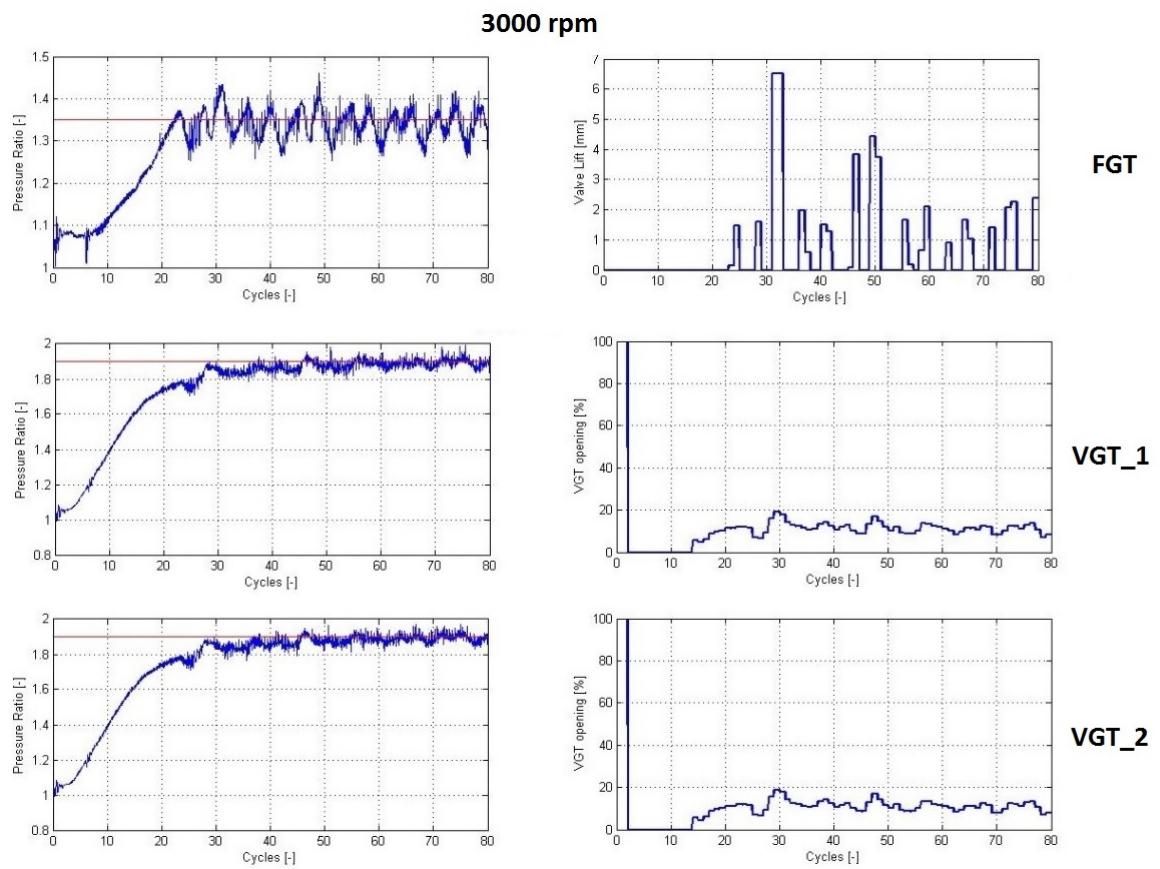 3000 rpm
1.5
1.4
1.3
1.2
1.1
1
Pressure Ratio [-]
0 10 20 30 40 50 60 70 80
Cycles [-]
7
6
5
4
3
2
1
0
Valve Lift [mm]
0 10 20 30 40 50 60 70 80
Cycles [-]
FGT
2
1.8
1.6
1.4
1.2
1
0.8
Pressure Ratio [-]
0 10 20 30 40 50 60 70 80
Cycles [-]
100
80
60
40
20
0
VGT opening [%]
0 10 20 30 40 50 60 70 80
Cycles [-]
VGT_1
2
1.8
1.6
1.4
1.2
1
0.8
Pressure Ratio [-]
0 10 20 30 40 50 60 70 80
Cycles [-]
100
80
60
40
20
0
VGT opening [%]
0 10 20 30 40 50 60 70 80
Cycles [-]
VGT_2